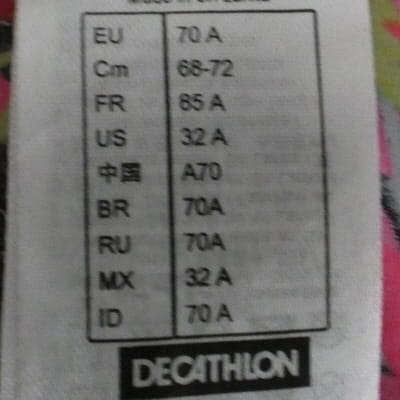 EU 70 A
Cm 68-72
FR 85 A
US 32 A
中国 A70
BR 70A
RU 70A
MX 32 A
ID 70 A
DECATHLON